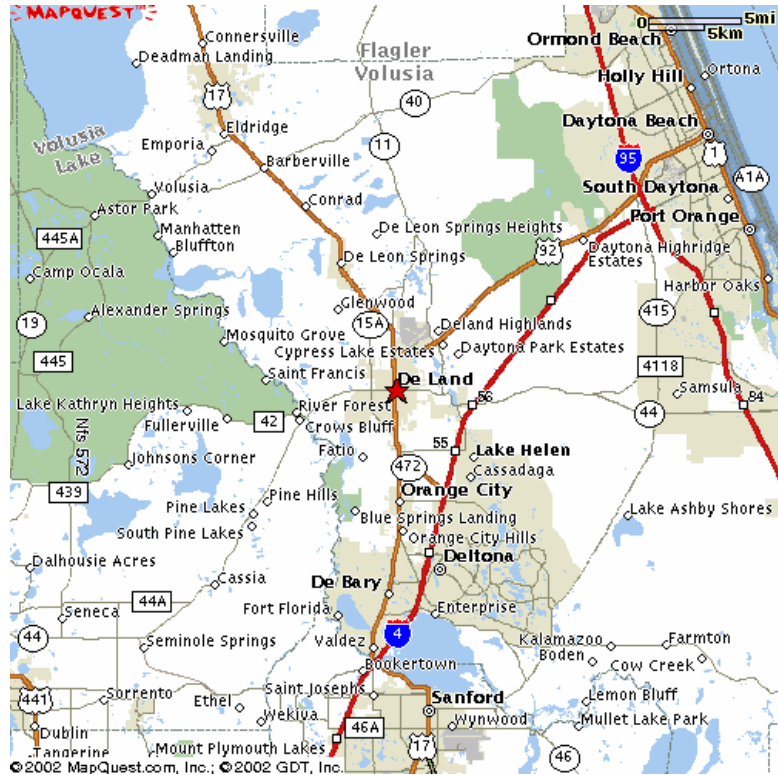 MAPQUEST
0 5mi
5km
Connersville
Ormond Beach
Deadman Landing
Flagler
Volusia
Holly Hill
Ortona
17
40
Eldridge
Daytona Beach
11
1
Volusia
Lake
Emporia
Barberville
95
A1A
South Daytona
Volusia
Conrad
Astor Park
Port Orange
Manhatten
De Leon Springs Heights
445A
Bluffton
92
Daytona Highridge
Estates
De Leon Springs
Camp Ocala
Harbor Oaks
Glenwood
415
Alexander Springs
19
15A
Deland Highlands
Mosquito Grove
Cypress Lake Estates
Daytona Park Estates
445
4118
Saint Francis
De Land
Samsula
56
84
Lake Kathryn Heights
River Forest
44
Fullerville
42
Crows Bluff
Nfs 572
55
Fatio
Lake Helen
Johnsons Corner
472
Cassadaga
439
Pine Hills
Orange City
Pine Lakes
Blue Springs Landing
Lake Ashby Shores
South Pine Lakes
Orange City Hills
Deltona
Dalhousie Acres
Cassia
De Bary
44A
Fort Florida
Enterprise
Seneca
44
4
Seminole Springs
Valdez
Kalamazoo
Farmton
Boden
Cow Creek
Bookertown
441
Sorrento
Saint Josephs
Ethel
Sanford
Lemon Bluff
Wekiva
Wynwood
Mullet Lake Park
Dublin
46A
Tangerine
Mount Plymouth Lakes
17
46
© 2002 MapQuest.com, Inc.; © 2002 GDT, Inc.